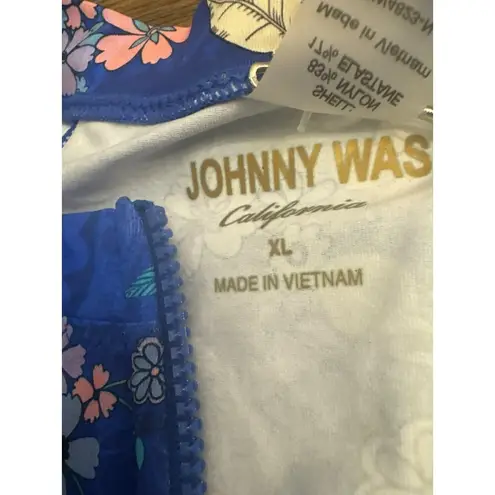 SHELL:
83% NYLON
17% ELASTANE
Made in Vietnam
JOHNNY WAS
California
XL
MADE IN VIETNAM